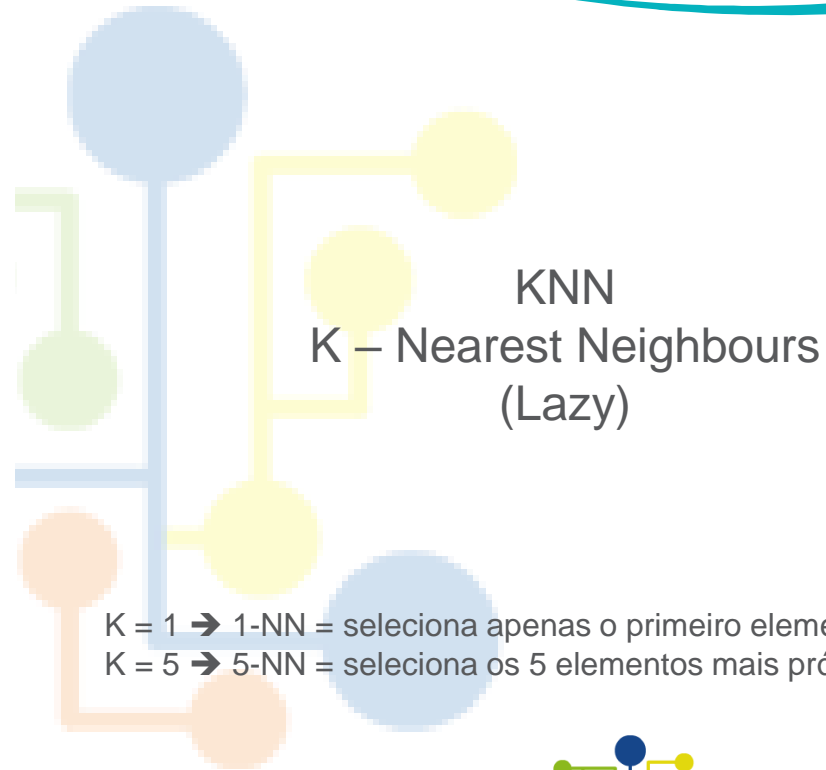 KNN
K – Nearest Neighbours
(Lazy)
K = 1 ➔ 1-NN = seleciona apenas o primeiro
K = 5 ➔ 5-NN = seleciona os 5 elementos mais